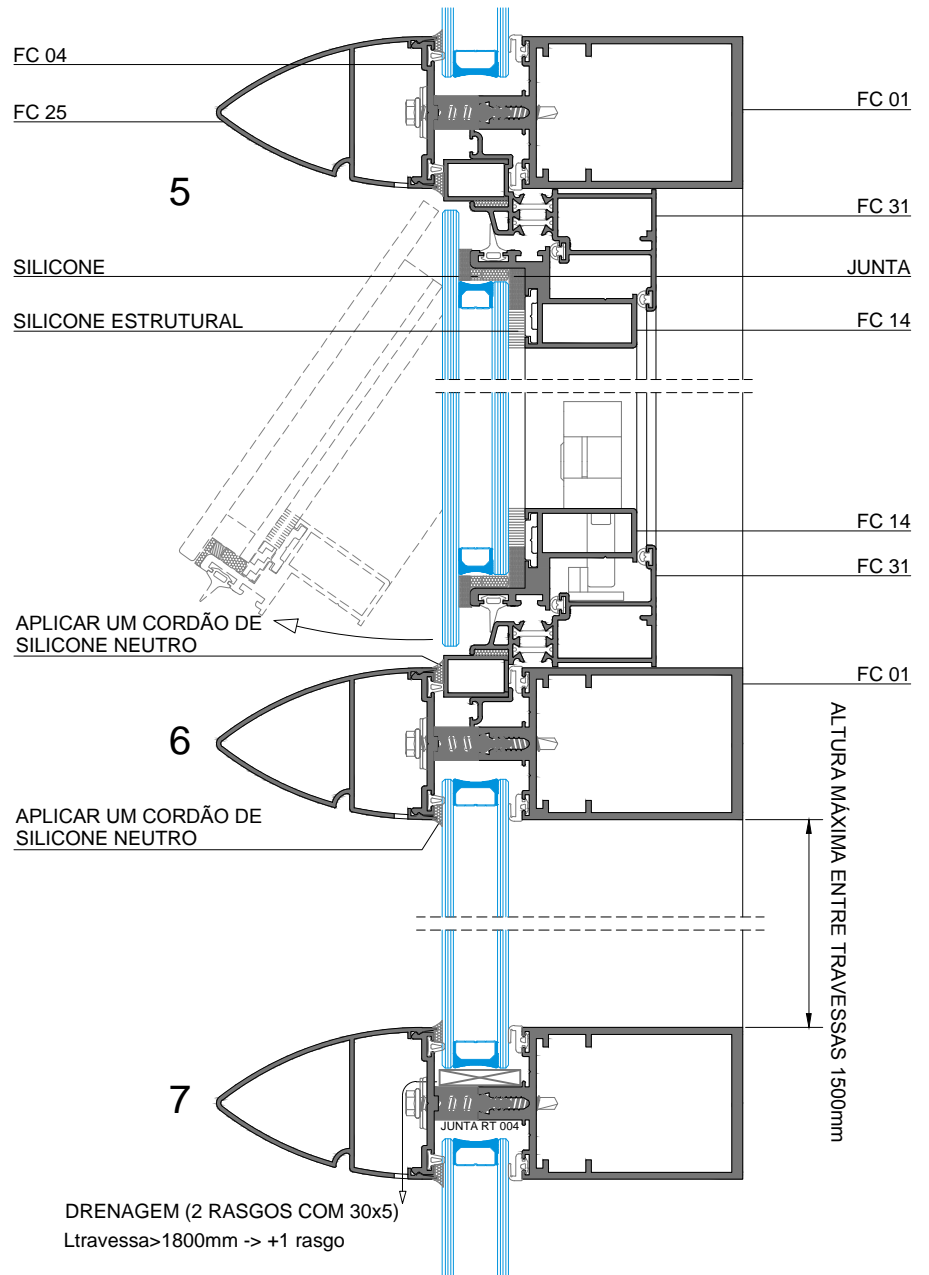 FC 04
FC 25
FC 01
5
FC 31
SILICONE
JUNTA
SILICONE ESTRUTURAL
FC 14
FC 14
FC 31
APLICAR UM CORDÃO DE
SILICONE NEUTRO
FC 01
6
ALTURA MÁXIMA ENTRE TRAVESSAS 1500mm
APLICAR UM CORDÃO DE
SILICONE NEUTRO
7
JUNTA RT 004
DRENAGEM (2 RASGOS COM 30x5)
Ltravessa>1800mm -> +1 rasgo